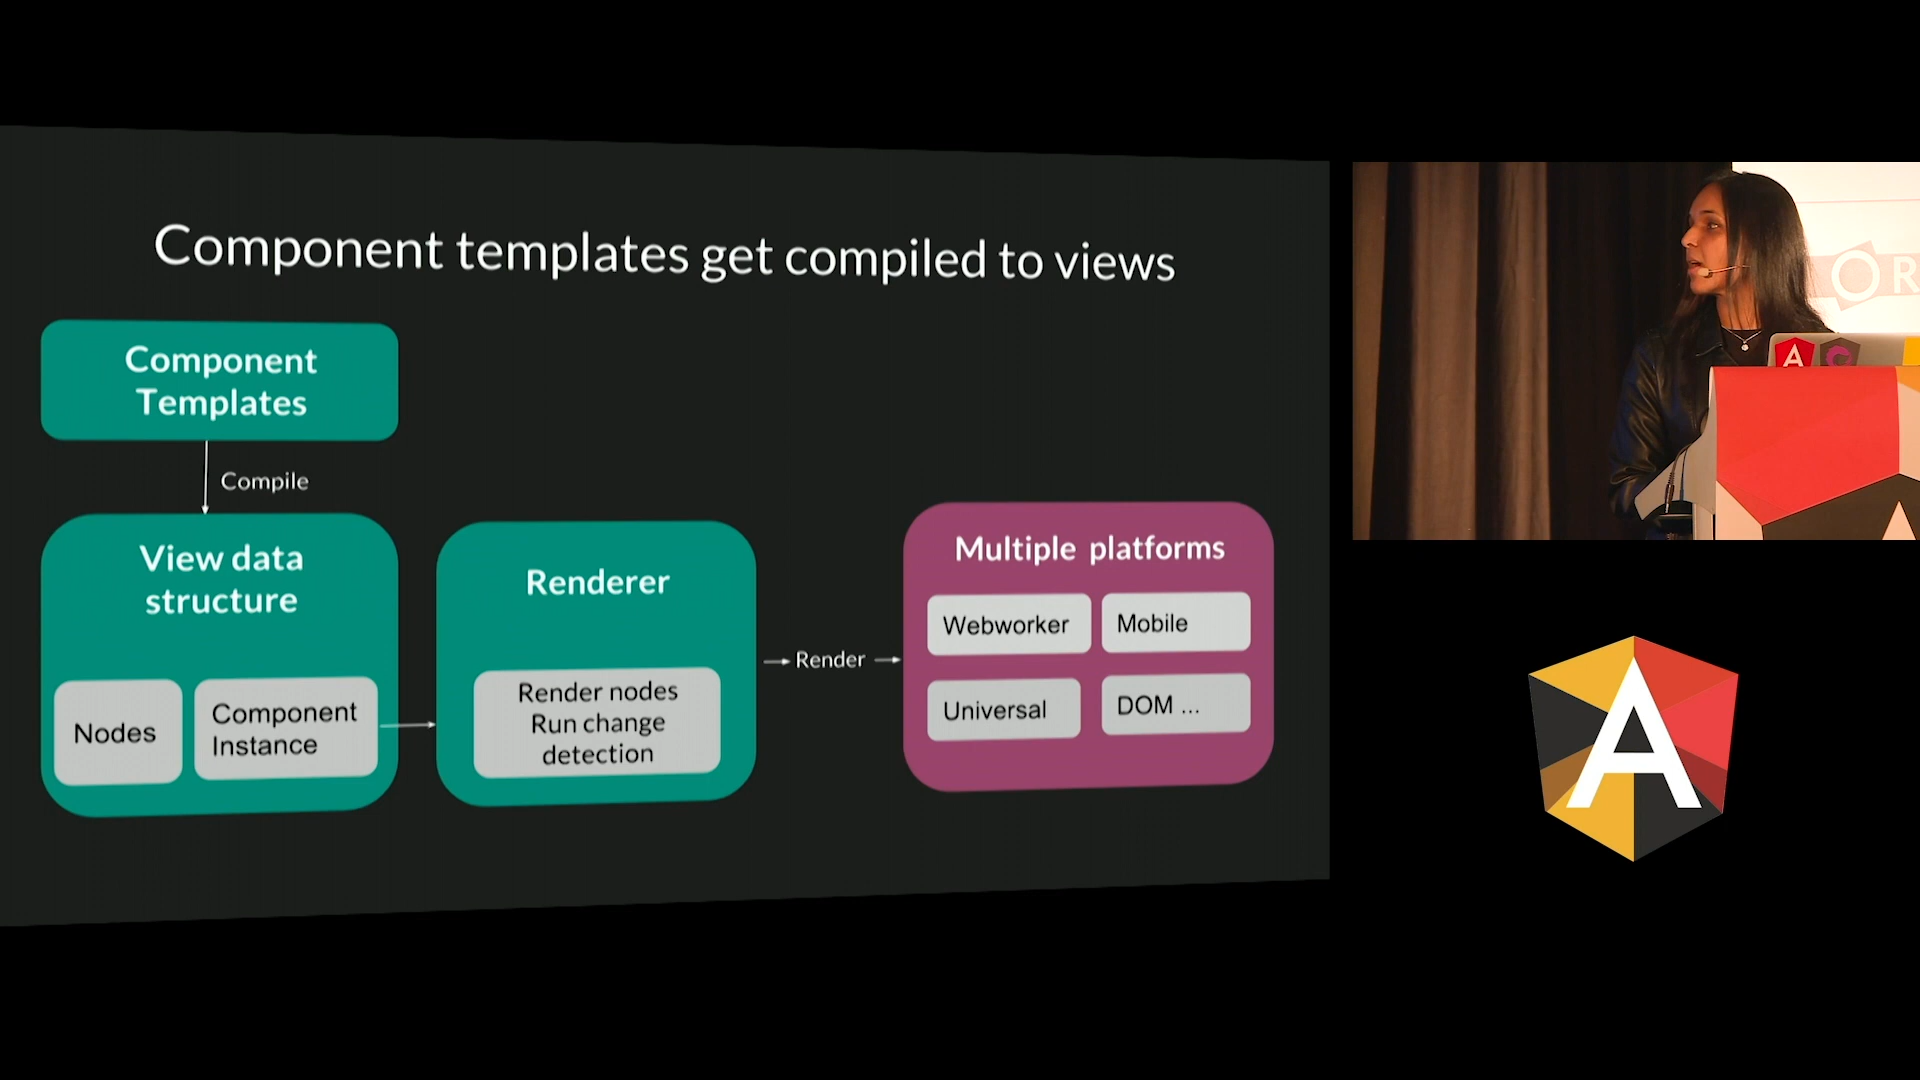 Component templates get compiled to views
Component
Templates
Compile
View data
structure
Nodes
Component
Instance
Renderer
Render nodes
Run change
detection
Render
Multiple platforms
Webworker
Mobile
Universal
DOM ...
OR
A
A